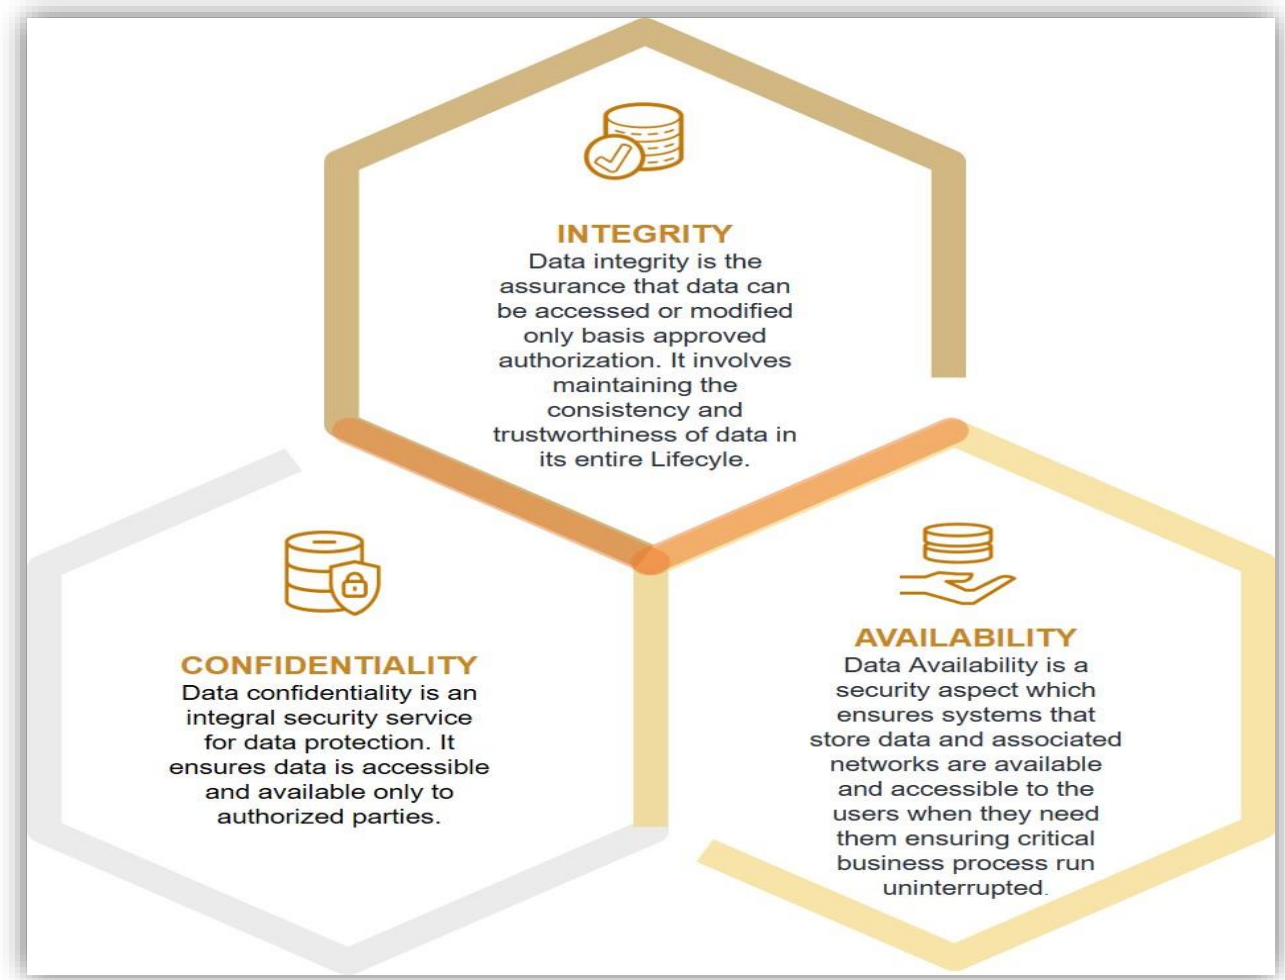 INTEGRITY
Data integrity is the
assurance that data can
be accessed or modified
only basis approved
authorization. It involves
maintaining the
consistency and
trustworthiness of data in
its entire Lifecyle.
CONFIDENTIALITY
Data confidentiality is an
integral security service
for data protection. It
ensures data is accessible
and available only to
authorized parties.
AVAILABILITY
Data Availability is a
security aspect which
ensures systems that
store data and associated
networks are available
and accessible to the
users when they need
them ensuring critical
business process run
uninterrupted.